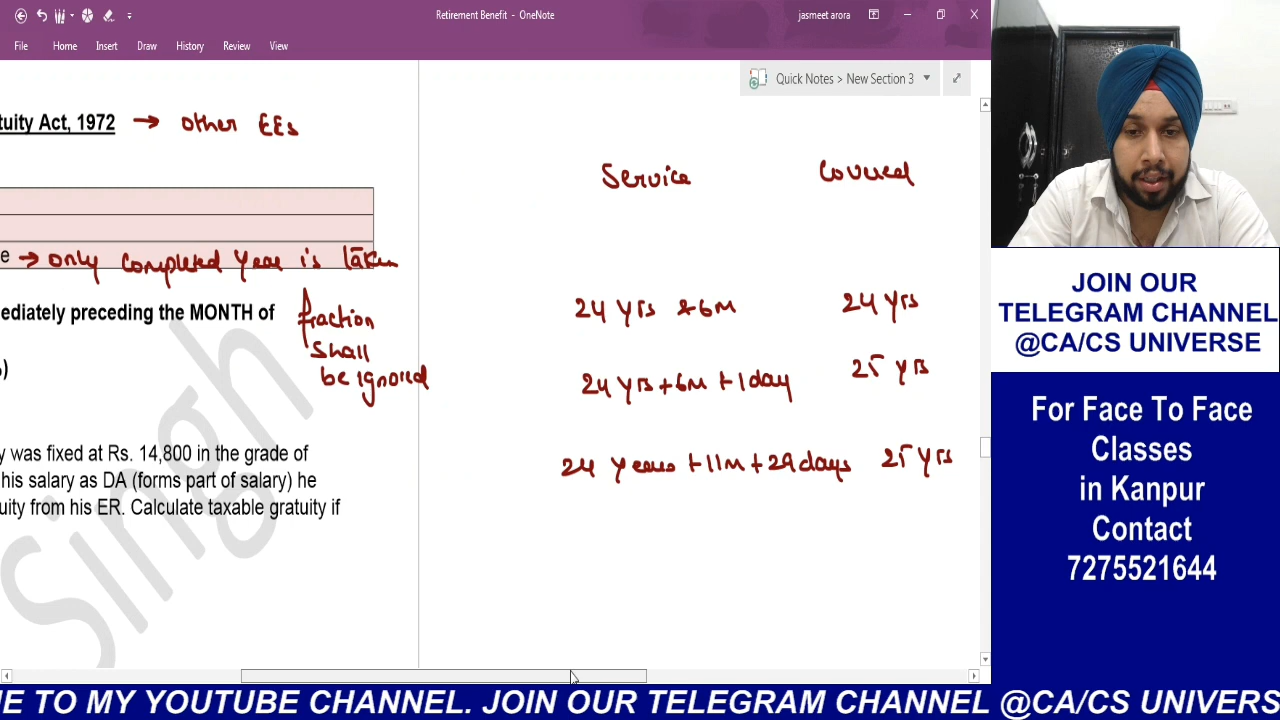 Retirement Benefit - OneNote
jasmeet arora
File Home Insert Draw History Review View
Quick Notes > New Section 3
tuity Act, 1972 → other EEs
Service Covered
e → only completed year is taken
ediately preceding the MONTH of
fraction
shall
be ignored
)
24 yrs & 6M 24 yrs
24 yrs + 6M + 1 day 25 yrs
24 years + 11M + 29 days 25 yrs
y was fixed at Rs. 14,800 in the grade of
his salary as DA (forms part of salary) he
uity from his ER. Calculate taxable gratuity if
Singh
JOIN OUR
TELEGRAM CHANNEL
@CA/CS UNIVERSE
For Face To Face
Classes
in Kanpur
Contact
7275521644
E TO MY YOUTUBE CHANNEL. JOIN OUR TELEGRAM CHANNEL @CA/CS UNIVERS